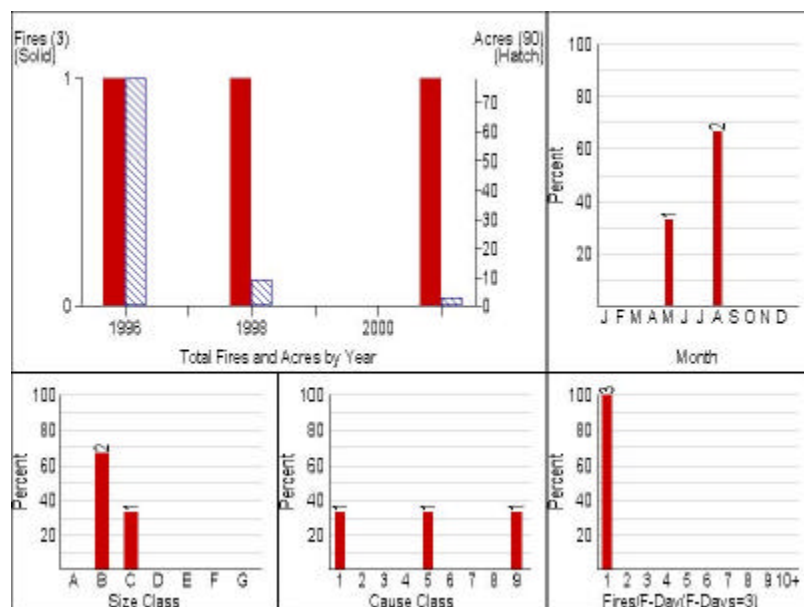 Fires (3)
(Solid)
Acres (90)
(Hatch)
1
0
70
60
50
40
30
20
10
0
1996 1998 2000
Total Fires and Acres by Year
100
80
60
40
20
Percent
1
2
J F M A M J J A S O N D
Month
100
80
60
40
20
Percent
2
1
A B C D E F G
Size Class
100
80
60
40
20
Percent
1
1
1
1 2 3 4 5 6 7 8 9
Cause Class
100
80
60
40
20
Percent
3
1 2 3 4 5 6 7 8 9 10+
Fires/F-Day(F-Days=3)